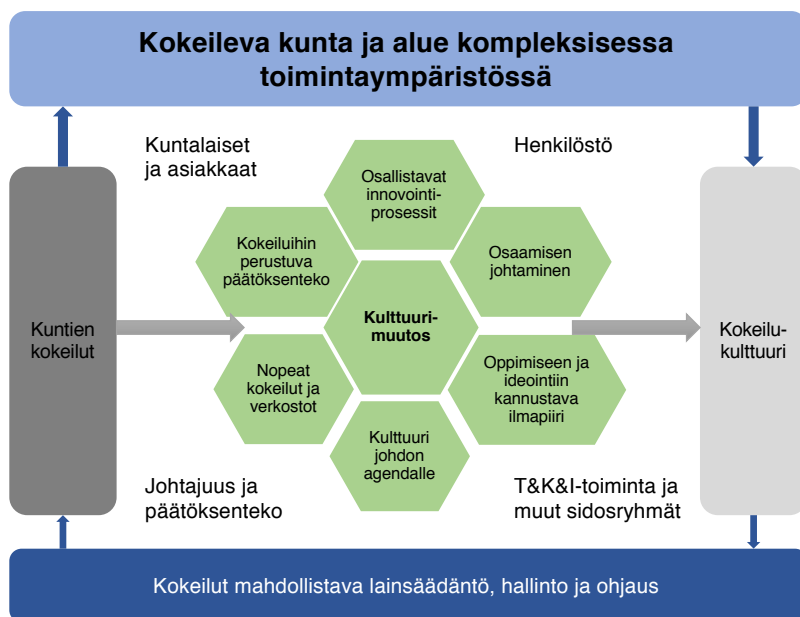 Kokeileva kunta ja alue kompleksisessa
toimintaympäristössä
Kuntalaiset
ja asiakkaat
Henkilöstö
Osallistavat
innovointi-
prosessit
Kokeiluihin
perustuva
päätöksenteko
Osaamisen
johtaminen
Kuntien
kokeilut
Kulttuuri-
muutos
Kokeilu-
kulttuuri
Nopeat
kokeilut ja
verkostot
Oppimiseen ja
ideointiin
kannustava
ilmapiiri
Kulttuuri
johdon
agendalle
Johtajuus ja
päätöksenteko
T&K&I-toiminta ja
muut sidosryhmät
Kokeilut mahdollistava lainsäädäntö, hallinto ja ohjaus